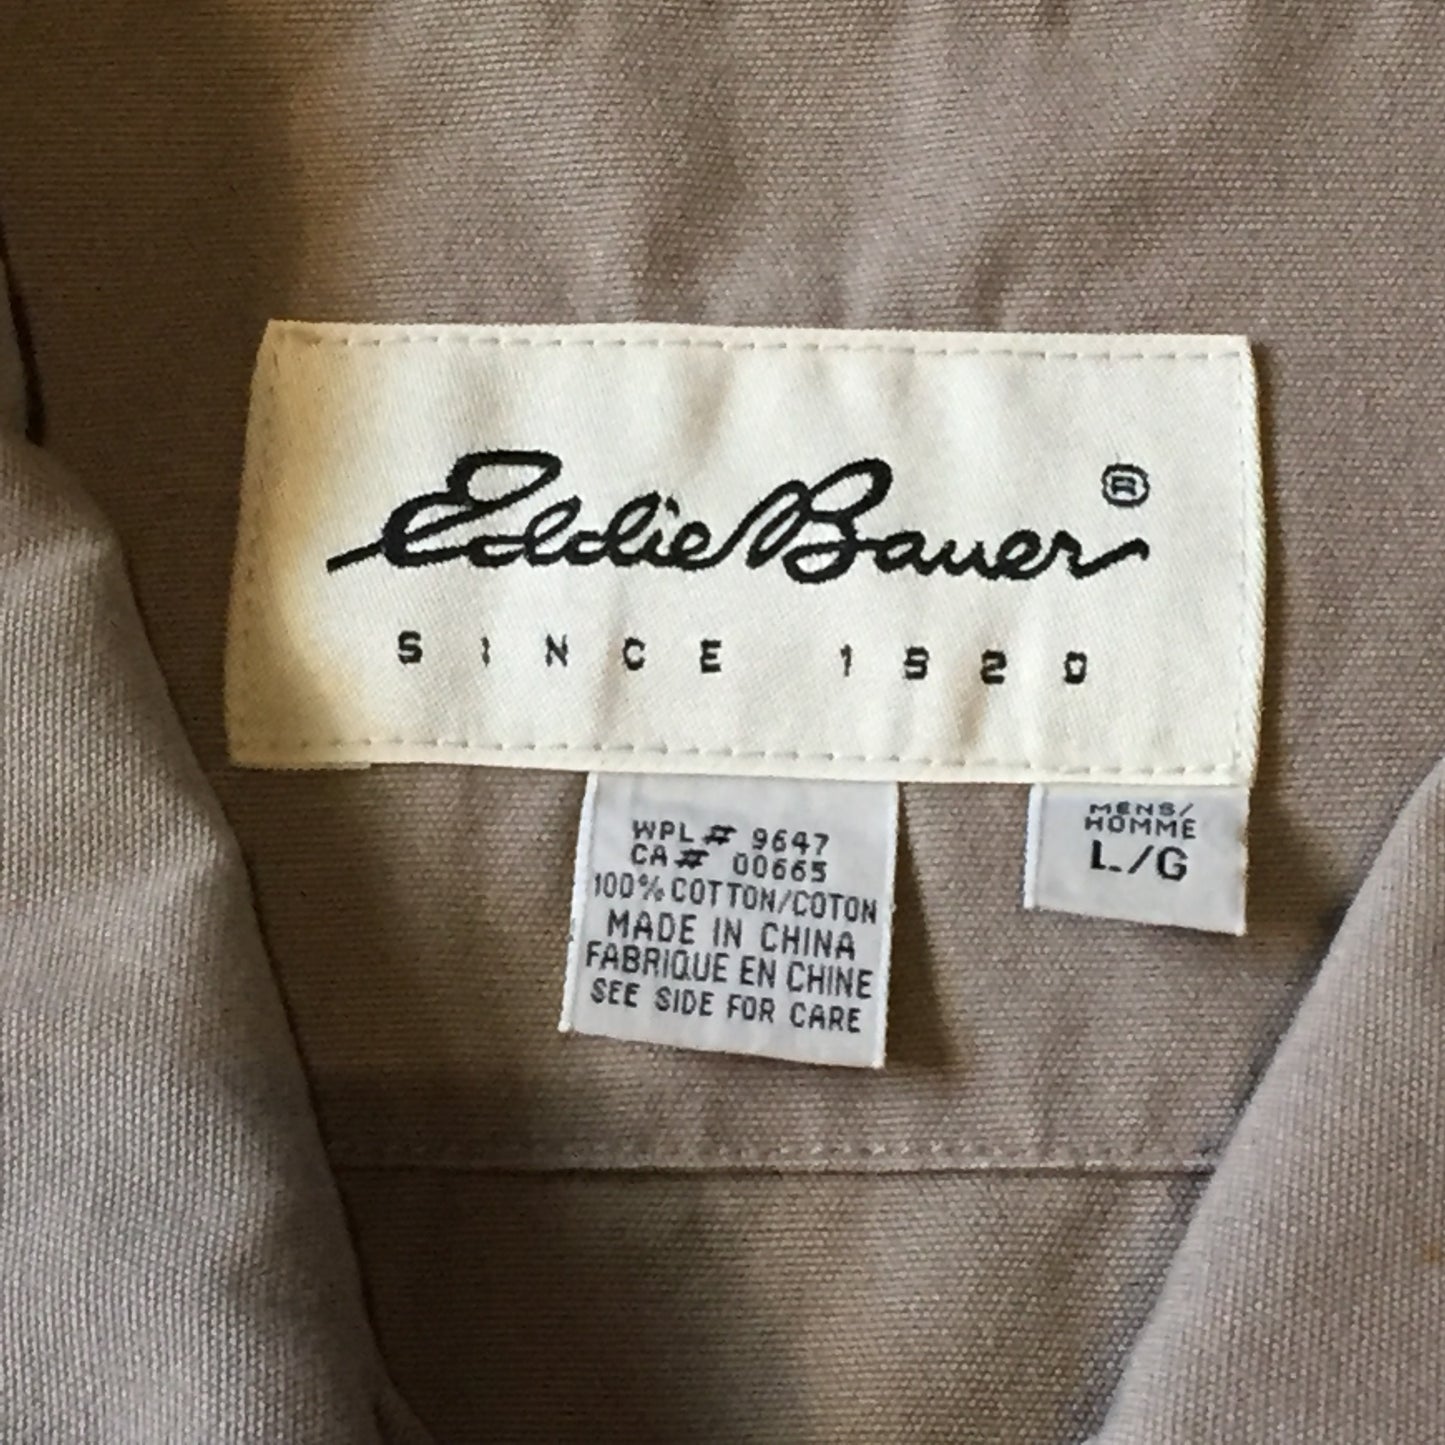 Eddie Bauer ®
SINCE 1920
WPL # 9647
CA # 00665
100% COTTON/COTON
MADE IN CHINA
FABRIQUE EN CHINE
SEE SIDE FOR CARE
MENS/
HOMME
L/G